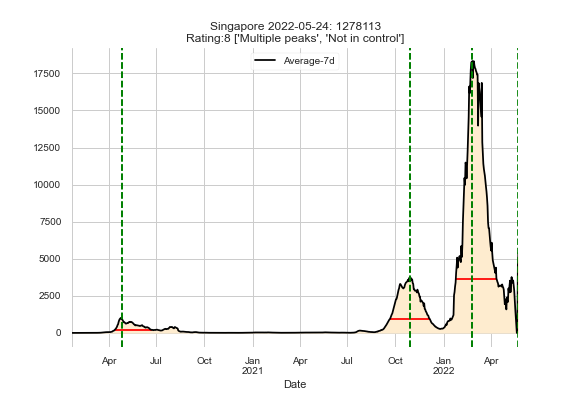 Singapore 2022-05-24: 1278113
Rating:8 ['Multiple peaks', 'Not in control']
Average-7d
17500
15000
12500
10000
7500
5000
2500
0
Apr Jul Oct Jan Apr Jul Oct Jan Apr
2021 2022
Date